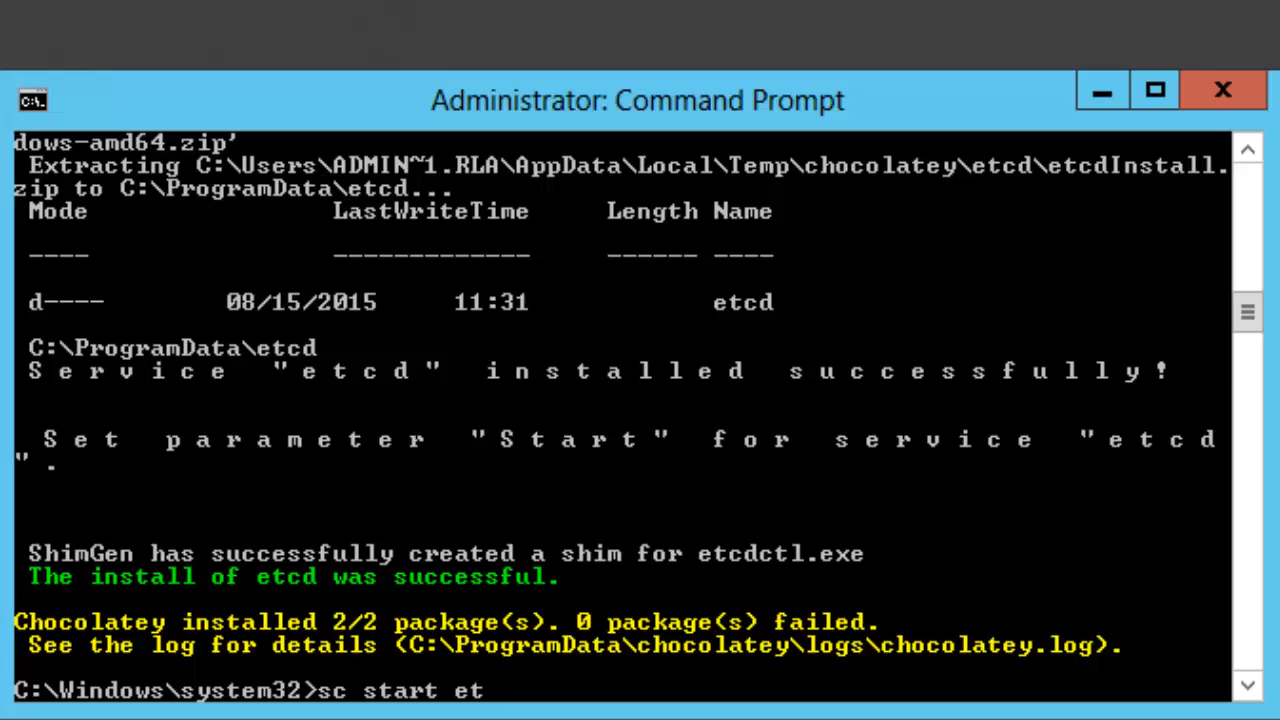 C:\.
Administrator: Command Prompt
dows-amd64.zip'
Extracting C:\Users\ADMIN~1.RLA\AppData\Local\Temp\chocolatey\etcd\etcdInstall.
zip to C:\ProgramData\etcd...
Mode LastWriteTime Length Name
---- ------------- ------ ----
d---- 08/15/2015 11:31 etcd
C:\ProgramData\etcd
S e r v i c e " e t c d " i n s t a l l e d s u c c e s s f u l l y !
S e t p a r a m e t e r " S t a r t " f o r s e r v i c e " e t c d
" .
ShimGen has successfully created a shim for etcdctl.exe
The install of etcd was successful.
Chocolatey installed 2/2 package(s). 0 package(s) failed.
See the log for details (C:\ProgramData\chocolatey\logs\chocolatey.log).
C:\Windows\system32>sc start et